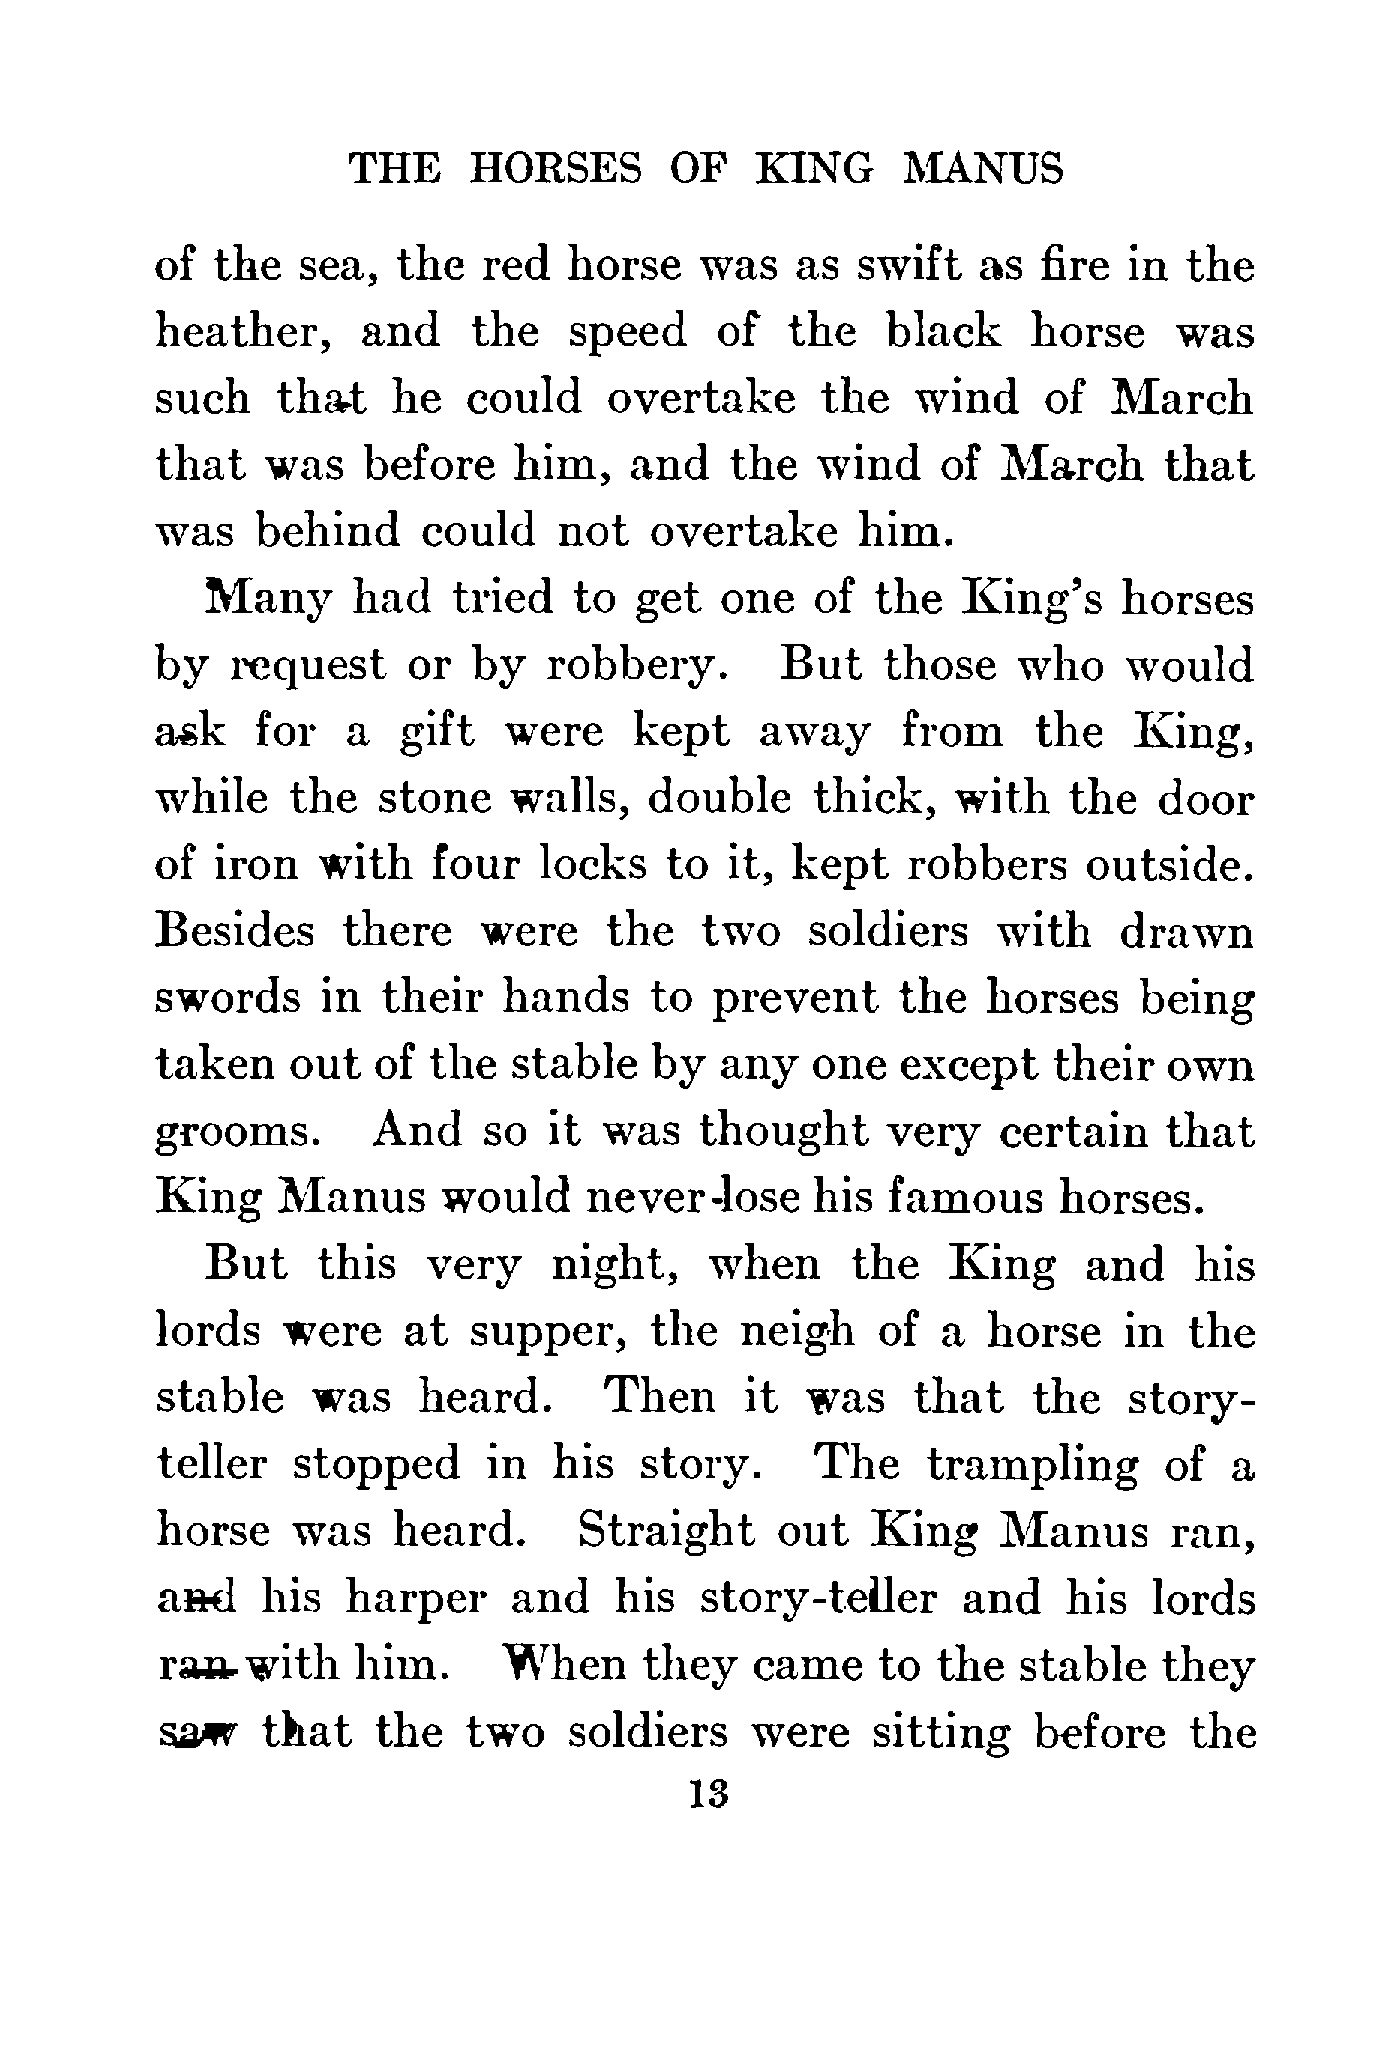 THE HORSES OF KING MANUS
of the sea, the red horse was as swift as fire in the
heather, and the speed of the black horse was
such that he could overtake the wind of March
that was before him, and the wind of March that
was behind could not overtake him.
Many had tried to get one of the King's horses
by request or by robbery. But those who would
ask for a gift were kept away from the King,
while the stone walls, double thick, with the door
of iron with four locks to it, kept robbers outside.
Besides there were the two soldiers with drawn
swords in their hands to prevent the horses being
taken out of the stable by any one except their own
grooms. And so it was thought very certain that
King Manus would never lose his famous horses.
But this very night, when the King and his
lords were at supper, the neigh of a horse in the
stable was heard. Then it was that the story-
teller stopped in his story. The trampling of a
horse was heard. Straight out King Manus ran,
and his harper and his story-teller and his lords
ran with him. When they came to the stable they
saw that the two soldiers were sitting before the
13